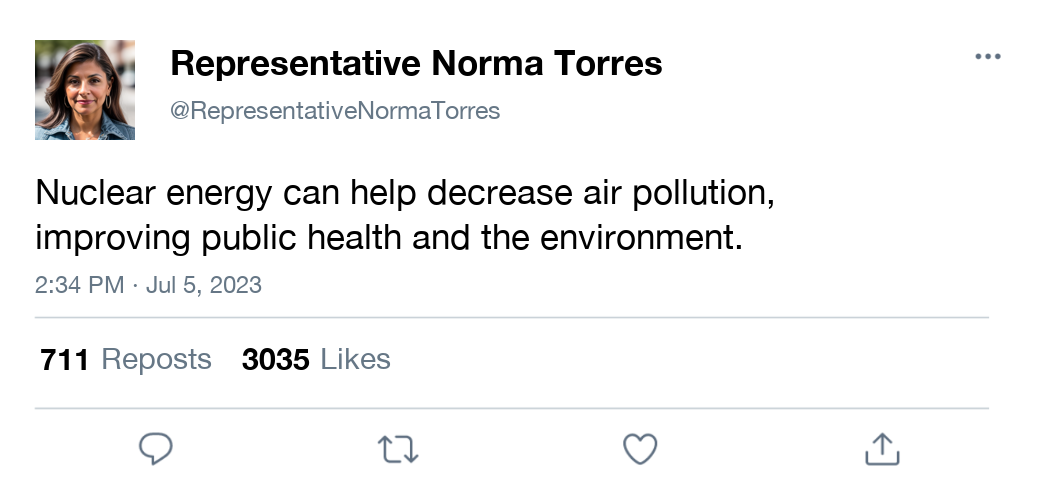 Representative Norma Torres
@RepresentativeNormaTorres
Nuclear energy can help decrease air pollution,
improving public health and the environment.
2:34 PM · Jul 5, 2023
711 Reposts 3035 Likes